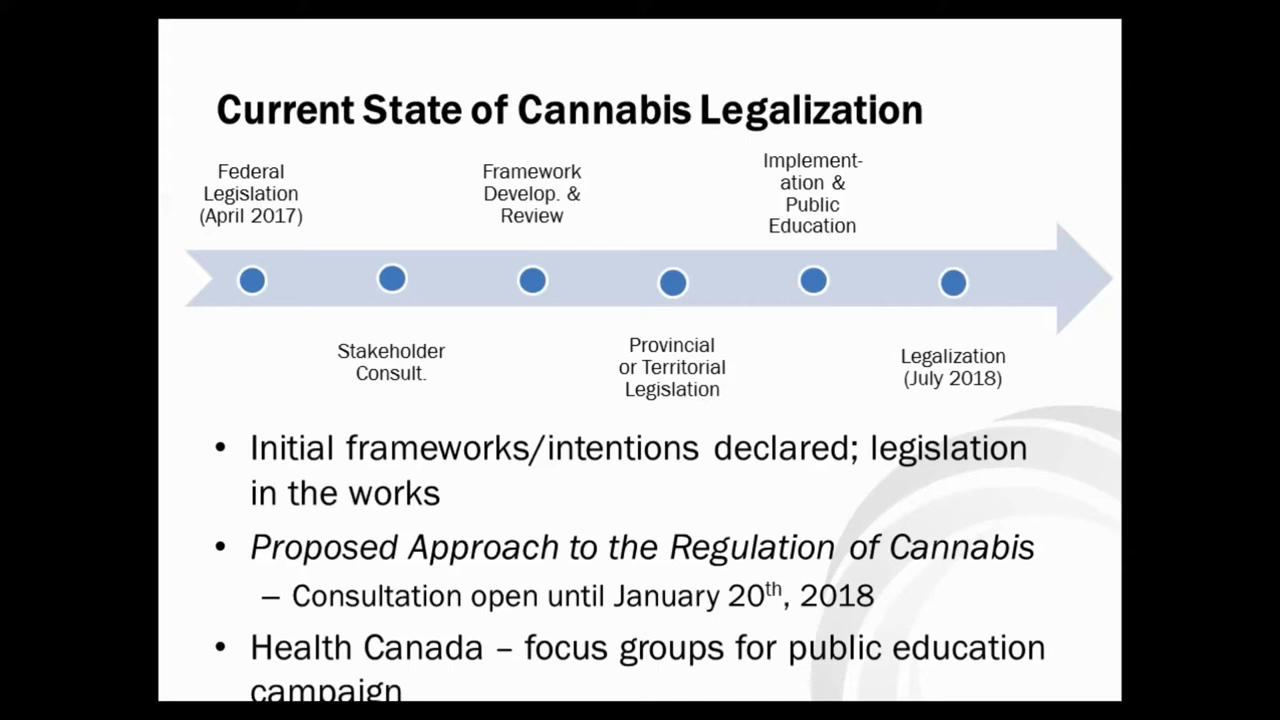 Current State of Cannabis Legalization
Federal
Legislation
(April 2017)
Stakeholder
Consult.
Framework
Develop. &
Review
Provincial
or Territorial
Legislation
Implement-
ation &
Public
Education
Legalization
(July 2018)
• Initial frameworks/intentions declared; legislation
in the works
• Proposed Approach to the Regulation of Cannabis
– Consultation open until January 20th, 2018
• Health Canada – focus groups for public education
campaign